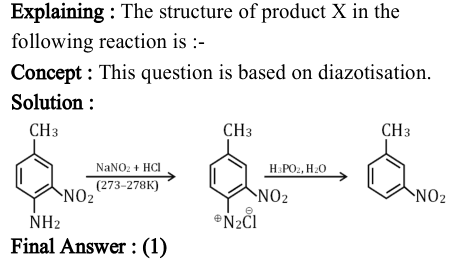 Explaining : The structure of product X in the
following reaction is :-
Concept : This question is based on diazotisation.
Solution :
CH3 CH3 CH3
NaNO₂ + HCl H₃PO₂, H₂O
(273–278K)
NO2 NO2 NO2
NH2 ⊕N₂Cl⊖
Final Answer : (1)